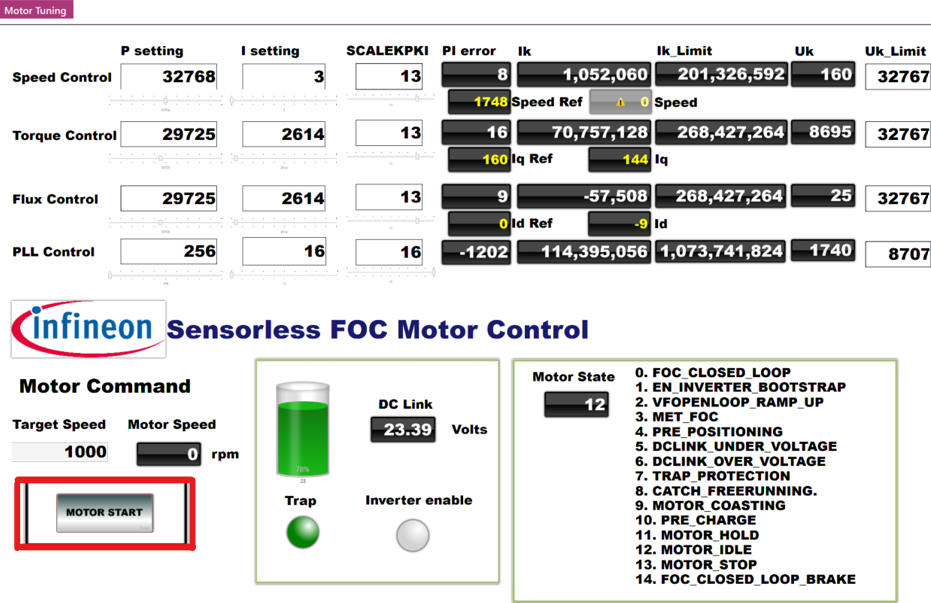 Motor Tuning
P setting I setting SCALEKPKI PI error Ik Ik_Limit Uk Uk_Limit
Speed Control 32768 3 13 8 1,052,060 201,326,592 160 32767
1748 Speed Ref 0 Speed
Torque Control 29725 2614 13 16 70,757,128 268,427,264 8695 32767
160 Iq Ref 144 Iq
Flux Control 29725 2614 13 9 -57,508 268,427,264 25 32767
0 Id Ref -9 Id
PLL Control 256 16 16 -1202 114,395,056 1,073,741,824 1740 8707
infineon Sensorless FOC Motor Control
Motor Command
Target Speed Motor Speed
1000 0 rpm
MOTOR START
DC Link
23.39 Volts
78%
23
Trap Inverter enable
Motor State
12
0. FOC_CLOSED_LOOP
1. EN_INVERTER_BOOTSTRAP
2. VFOPENLOOP_RAMP_UP
3. MET_FOC
4. PRE_POSITIONING
5. DCLINK_UNDER_VOLTAGE
6. DCLINK_OVER_VOLTAGE
7. TRAP_PROTECTION
8. CATCH_FREERUNNING.
9. MOTOR_COASTING
10. PRE_CHARGE
11. MOTOR_HOLD
12. MOTOR_IDLE
13. MOTOR_STOP
14. FOC_CLOSED_LOOP_BRAKE